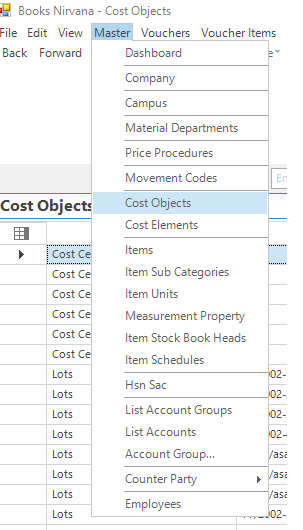 Books Nirvana - Cost Objects
File Edit View Master Vouchers Voucher Items
Back Forward
Dashboard
Company
Campus
Material Departments
Price Procedures
Movement Codes
Cost Objects
Cost Elements
Items
Item Sub Categories
Item Units
Measurement Property
Item Stock Book Heads
Item Schedules
Hsn Sac
List Account Groups
List Accounts
Account Group...
Counter Party
Employees
Cost Objects
Cost Ce
Cost Ce
Cost Ce
Cost Ce
Cost Ce
Cost Ce
Lots
Lots
Lots
Lots
Lots
Lots
Lots
Lots